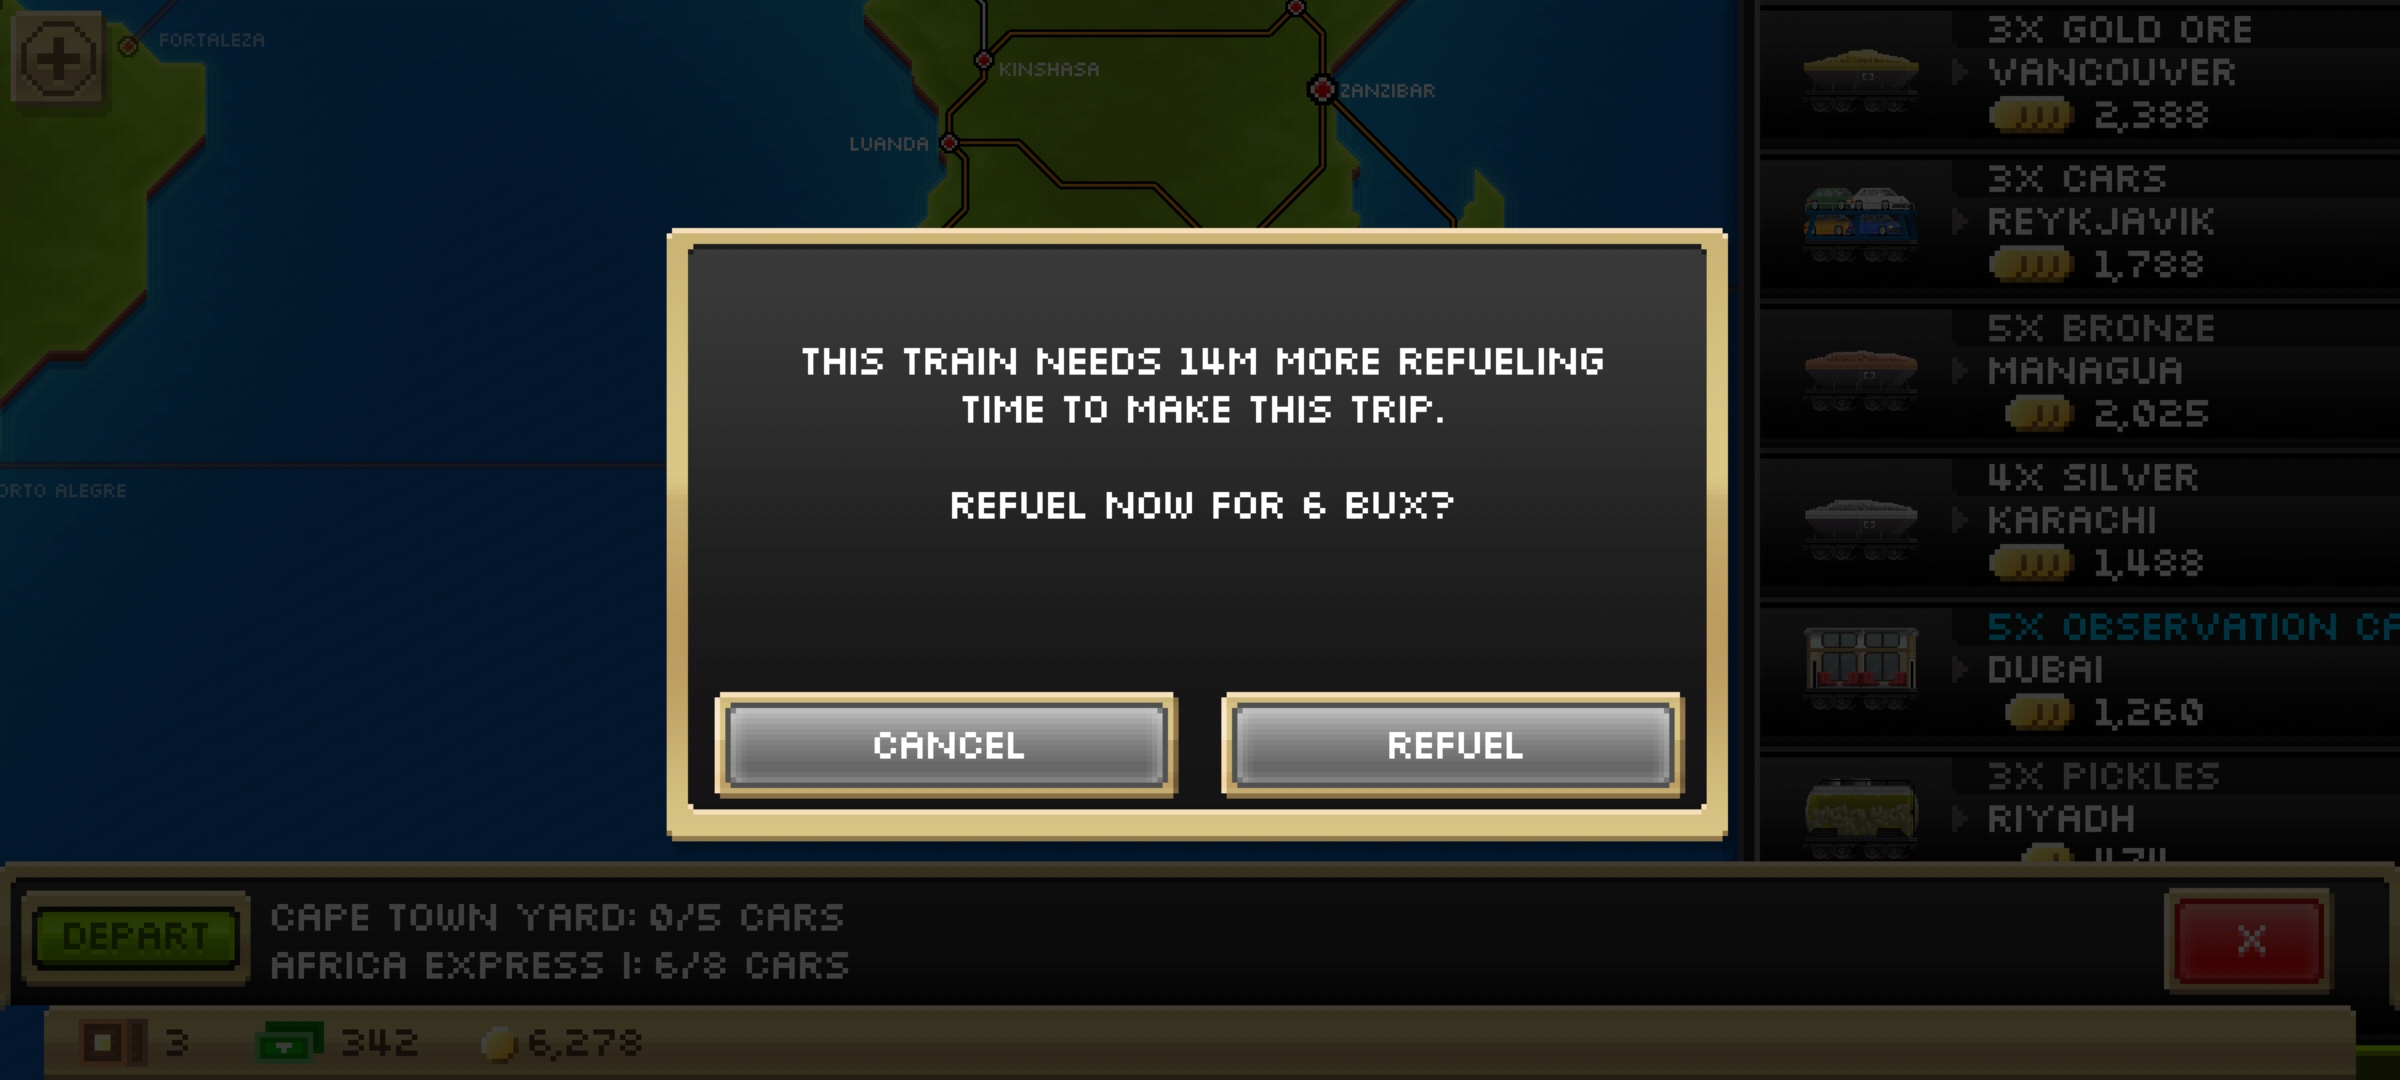 FORTALEZA
KINSHASA
ZANZIBAR
LUANDA
ORTO ALEGRE
3X GOLD ORE
VANCOUVER
2,388
3X CARS
REYKJAVIK
1,788
5X BRONZE
MANAGUA
2,025
4X SILVER
KARACHI
1,488
5X OBSERVATION CA
DUBAI
1,260
3X PICKLES
RIYADH
THIS TRAIN NEEDS 14M MORE REFUELING
TIME TO MAKE THIS TRIP.
REFUEL NOW FOR 6 BUX?
CANCEL
REFUEL
DEPART
CAPE TOWN YARD: 0/5 CARS
AFRICA EXPRESS I: 6/8 CARS
X
3
342
6,278